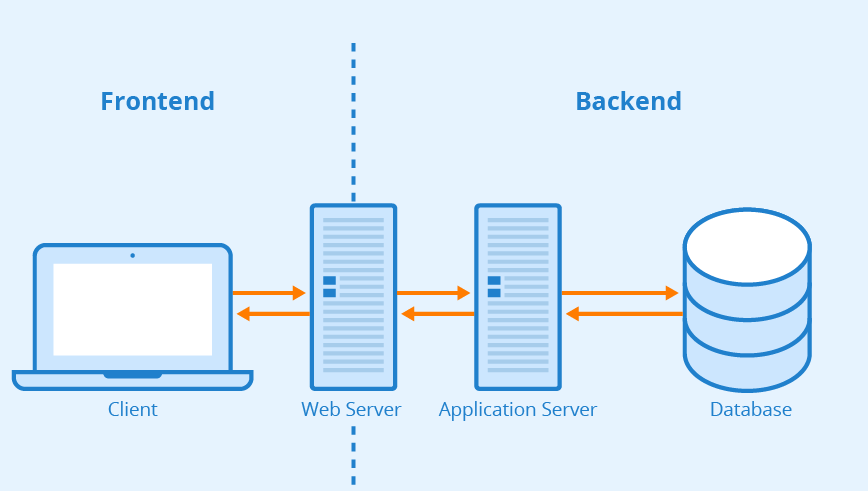 Frontend
Backend
Client
Web Server
Application Server
Database